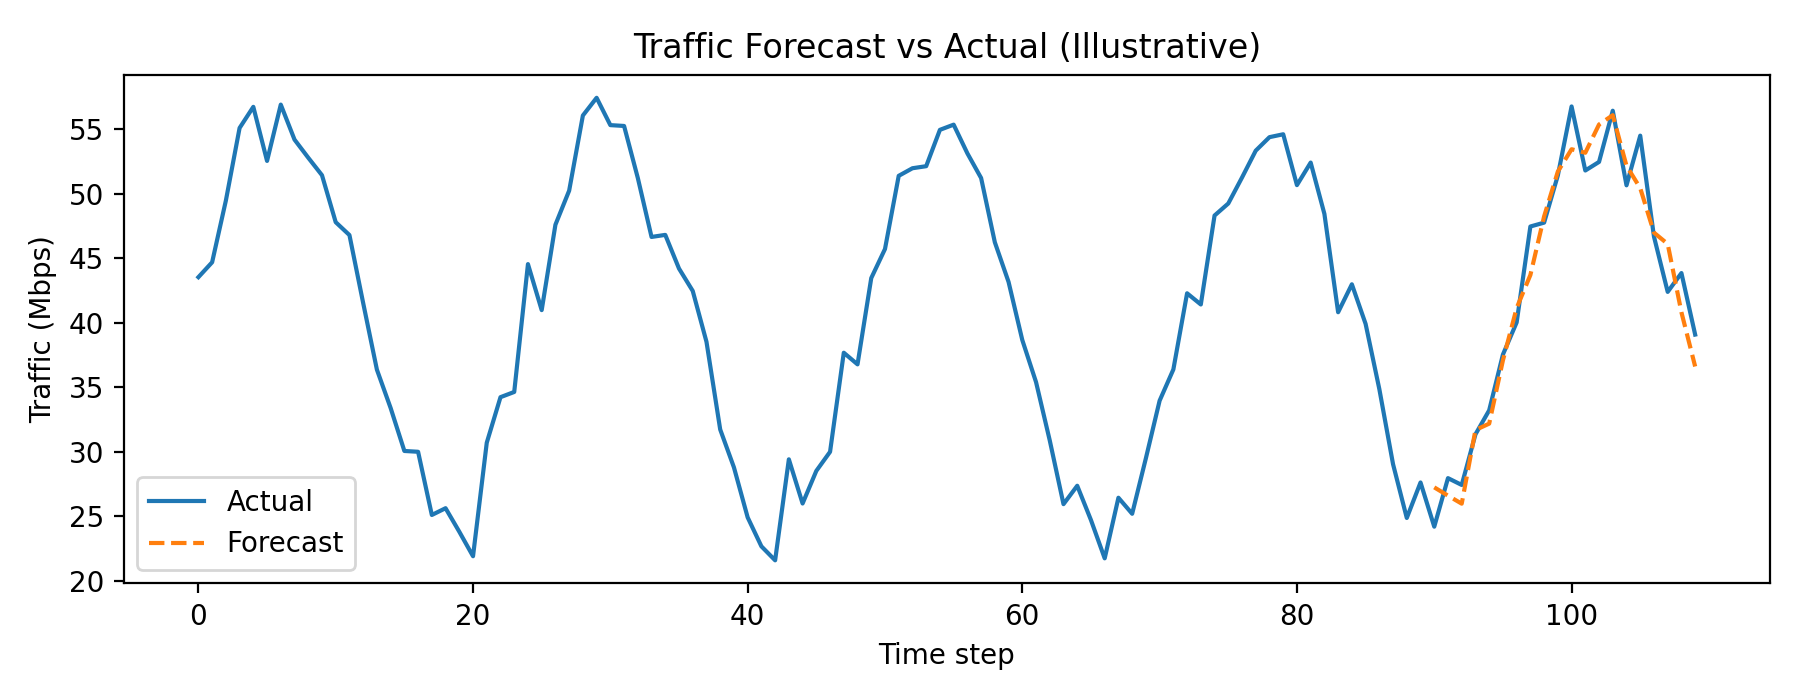 Traffic Forecast vs Actual (Illustrative)
55
50
45
40
35
30
25
20
Traffic (Mbps)
Actual
Forecast
0 20 40 60 80 100
Time step